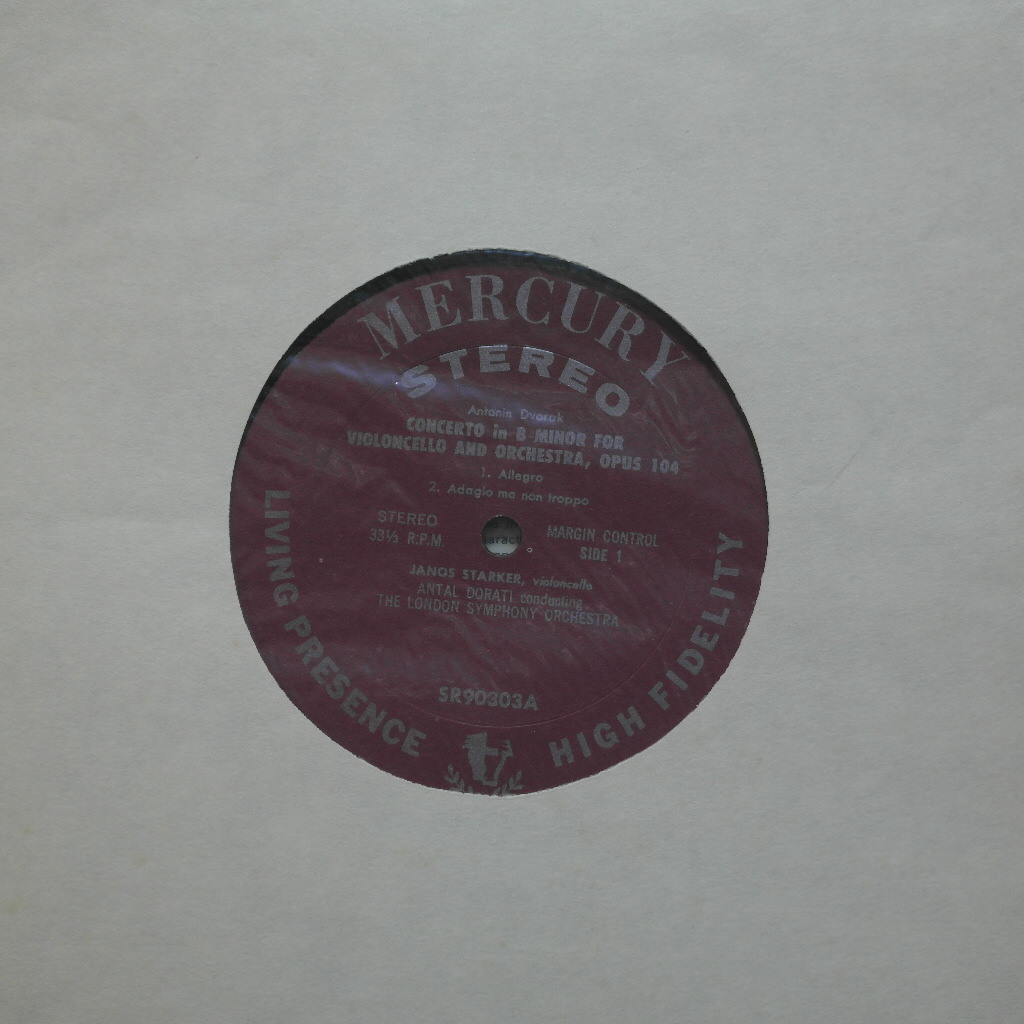 MERCURY
STEREO
Antonin Dvorak
CONCERTO in B MINOR FOR
VIOLONCELLO AND ORCHESTRA, OPUS 104
1. Allegro
2. Adagio ma non troppo
STEREO
33⅓ R.P.M.
MARGIN CONTROL
SIDE 1
JANOS STARKER, violoncello
ANTAL DORATI conducting
THE LONDON SYMPHONY ORCHESTRA
SR90303A
LIVING PRESENCE
HIGH FIDELITY